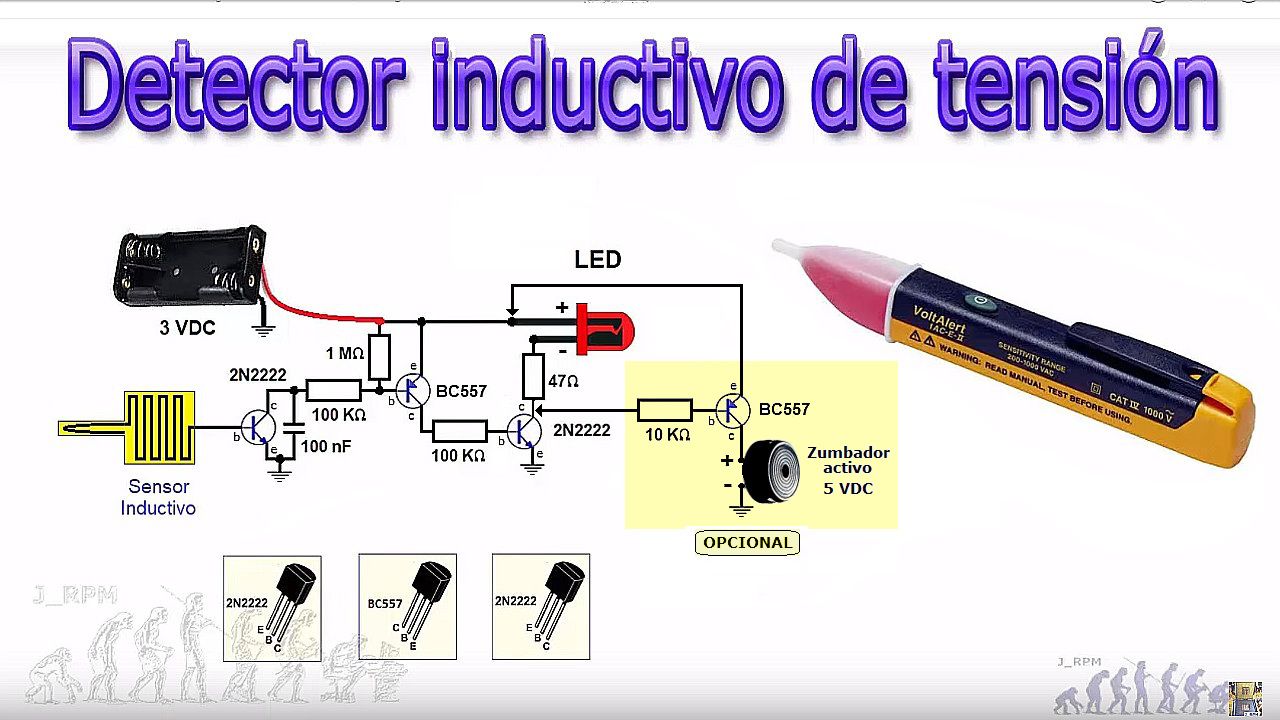 Detector inductivo de tensión
LED
3 VDC
+
-
1 MΩ
e
b
c
BC557
47Ω
2N2222
c
b
e
100 KΩ
100 nF
100 KΩ
c
b
e
2N2222
10 KΩ
e
b
c
BC557
+
-
Zumbador
activo
5 VDC
OPCIONAL
Sensor
Inductivo
VoltAlert
1AC-E-II
WARNING: READ MANUAL. TEST BEFORE USING.
SENSITIVITY RANGE
200-1000 VAC
CAT IV 1000 V
2N2222
E
B
C
BC557
C
B
E
2N2222
E
B
C
J_RPM
J_RPM